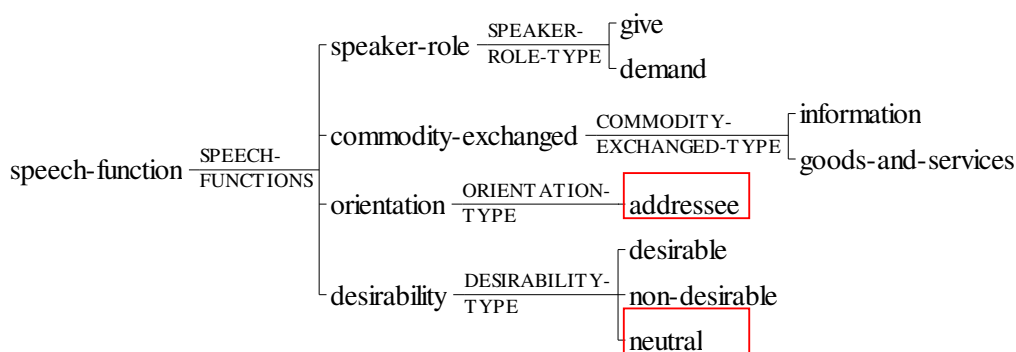 speech-function
SPEECH-
FUNCTIONS
speaker-role
SPEAKER-
ROLE-TYPE
give
demand
commodity-exchanged
COMMODITY-
EXCHANGED-TYPE
information
goods-and-services
orientation
ORIENTATION-
TYPE
addressee
desirability
DESIRABILITY-
TYPE
desirable
non-desirable
neutral